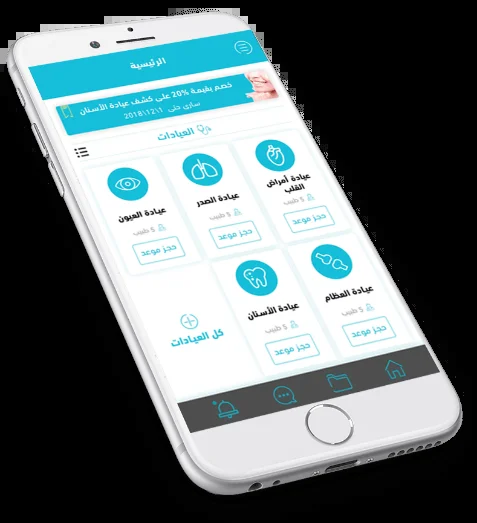 الرئيسية
خصم بقيمة 20% على كشف عيادة الأسنان
سارى حتى 1\12\2018
العيادات
عيادة أمراض
القلب
5 طبيب
حجز موعد
عيادة الصدر
5 طبيب
حجز موعد
عيادة العيون
5 طبيب
حجز موعد
عيادة العظام
5 طبيب
حجز موعد
عيادة الأسنان
5 طبيب
حجز موعد
كل العيادات